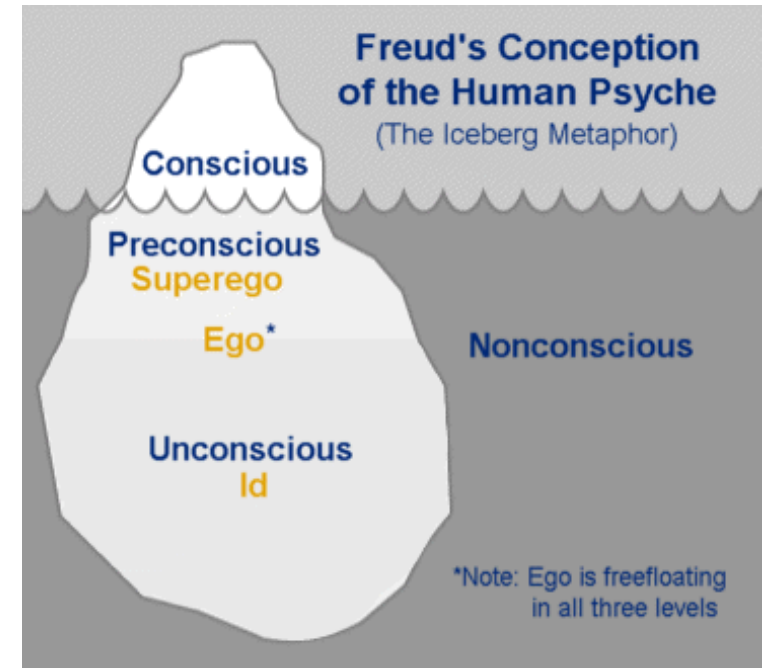 Freud's Conception
of the Human Psyche
(The Iceberg Metaphor)
Conscious
Preconscious
Superego
Ego*
Nonconscious
Unconscious
Id
*Note: Ego is freefloating
in all three levels